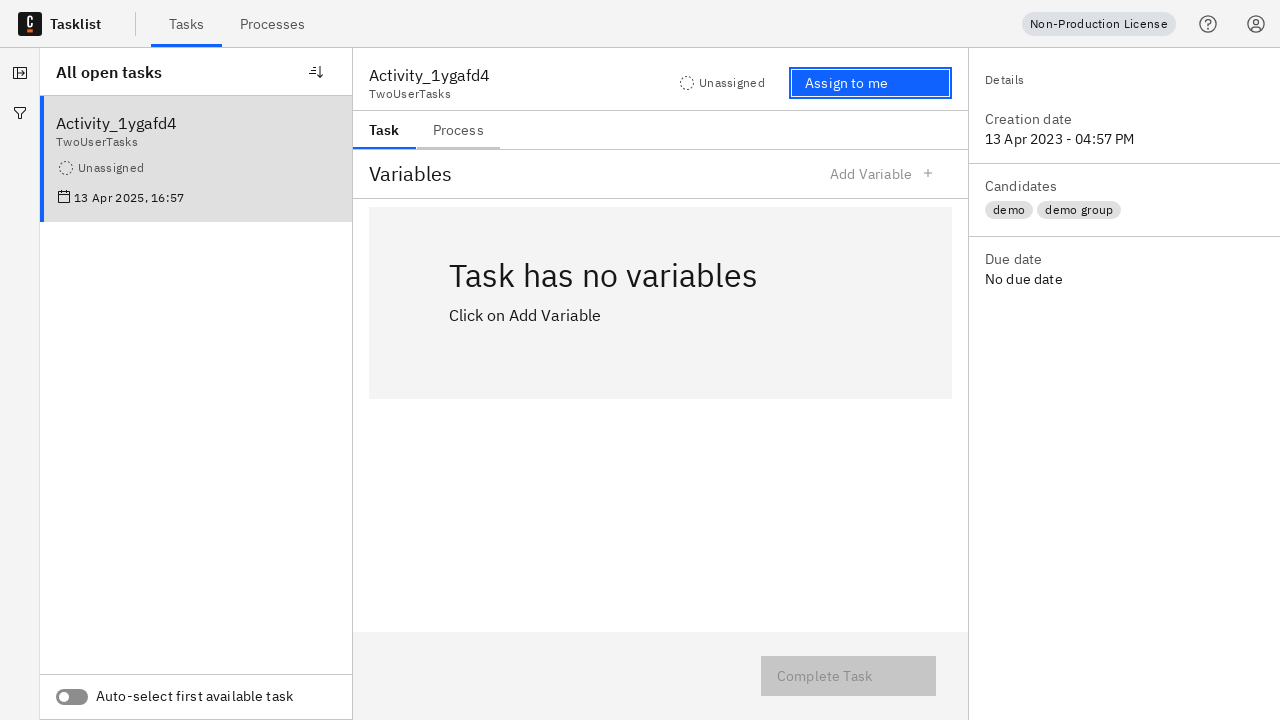 Tasklist
Tasks
Processes
Non-Production License
All open tasks
Activity_1ygafd4
TwoUserTasks
Unassigned
13 Apr 2025, 16:57
Auto-select first available task
Activity_1ygafd4
TwoUserTasks
Unassigned
Assign to me
Task
Process
Variables
Add Variable
Task has no variables
Click on Add Variable
Complete Task
Details
Creation date
13 Apr 2023 - 04:57 PM
Candidates
demo
demo group
Due date
No due date